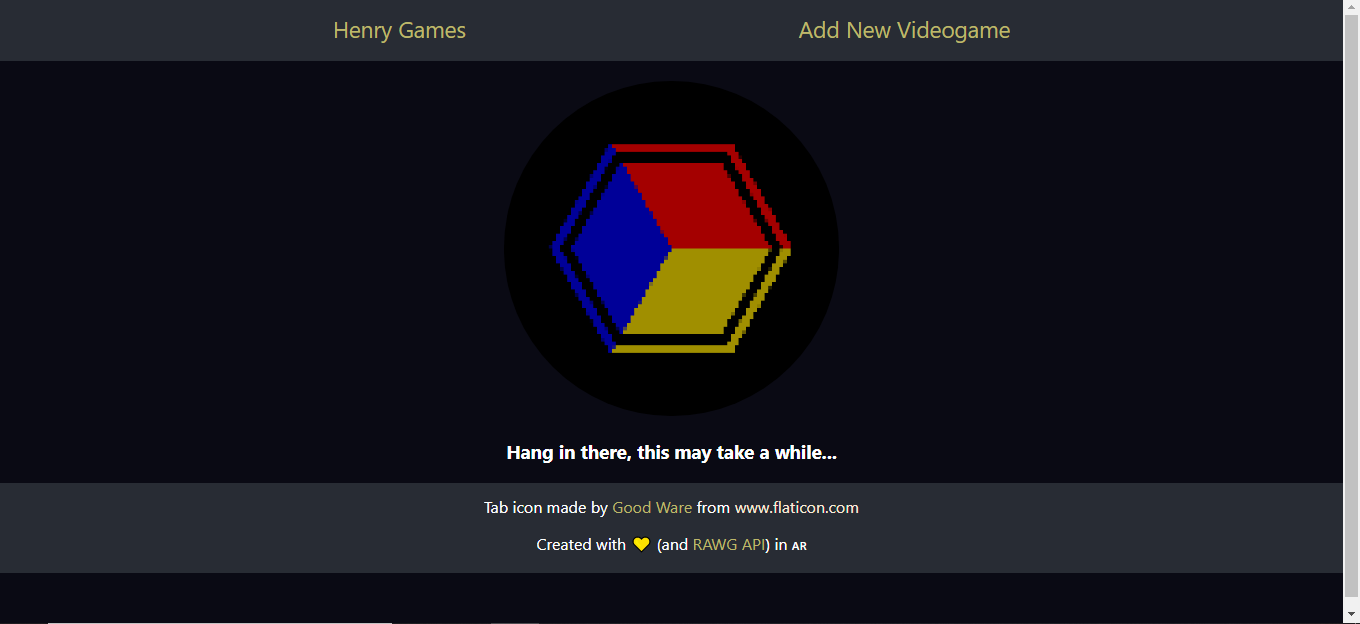 Henry Games
Add New Videogame
Hang in there, this may take a while...
Tab icon made by Good Ware from www.flaticon.com
Created with 💛 (and RAWG API) in AR